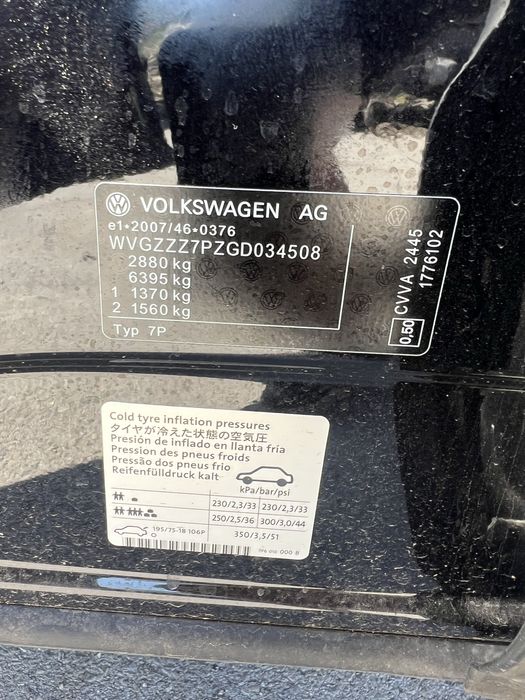 VOLKSWAGEN AG
e1*2007/46*0376
WVGZZZ7PZGD034508
2880 kg
6395 kg
1 1370 kg
2 1560 kg
Typ 7P
0,50 CVVA 2445
1776102
Cold tyre inflation pressures
タイヤが冷えた状態の空気圧
Presión de inflado en llanta fría
Pression des pneus froids
Pressão dos pneus frio
Reifenfülldruck kalt
kPa/bar/psi
230/2,3/33 230/2,3/33
250/2,5/36 300/3,0/44
195/75-18 106P 350/3,5/51
7P6 010 000 B